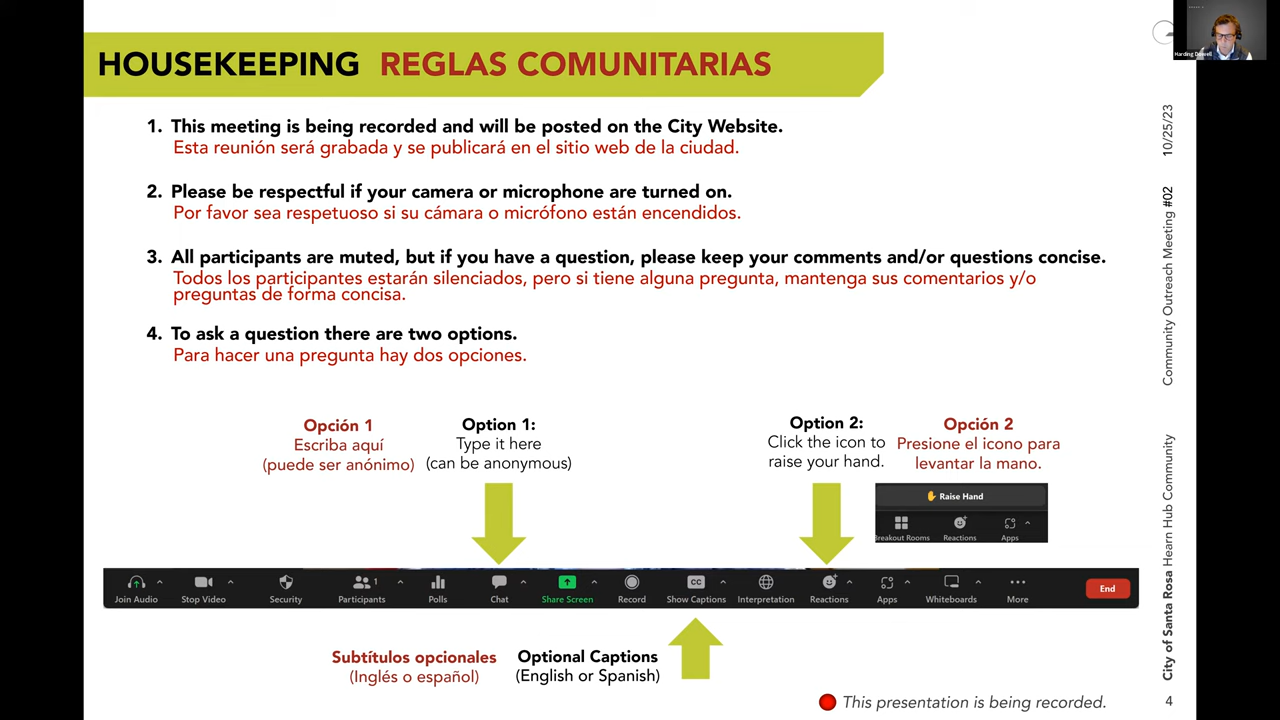 HOUSEKEEPING REGLAS COMUNITARIAS
1. This meeting is being recorded and will be posted on the City Website.
Esta reunión será grabada y se publicará en el sitio web de la ciudad.
2. Please be respectful if your camera or microphone are turned on.
Por favor sea respetuoso si su cámara o micrófono están encendidos.
3. All participants are muted, but if you have a question, please keep your comments and/or questions concise.
Todos los participantes estarán silenciados, pero si tiene alguna pregunta, mantenga sus comentarios y/o
preguntas de forma concisa.
4. To ask a question there are two options.
Para hacer una pregunta hay dos opciones.
Opción 1
Escriba aquí
(puede ser anónimo)
Option 1:
Type it here
(can be anonymous)
Option 2:
Click the icon to
raise your hand.
Opción 2
Presione el icono para
levantar la mano.
Raise Hand
Breakout Rooms Reactions Apps
Join Audio Stop Video Security Participants 1 Polls Chat Share Screen Record CC Show Captions Interpretation Reactions Apps Whiteboards More End
Subtítulos opcionales
(Inglés o español)
Optional Captions
(English or Spanish)
This presentation is being recorded.
Harding Dowell
10/25/23
Community Outreach Meeting #02
City of Santa Rosa Hearn Hub Community
4